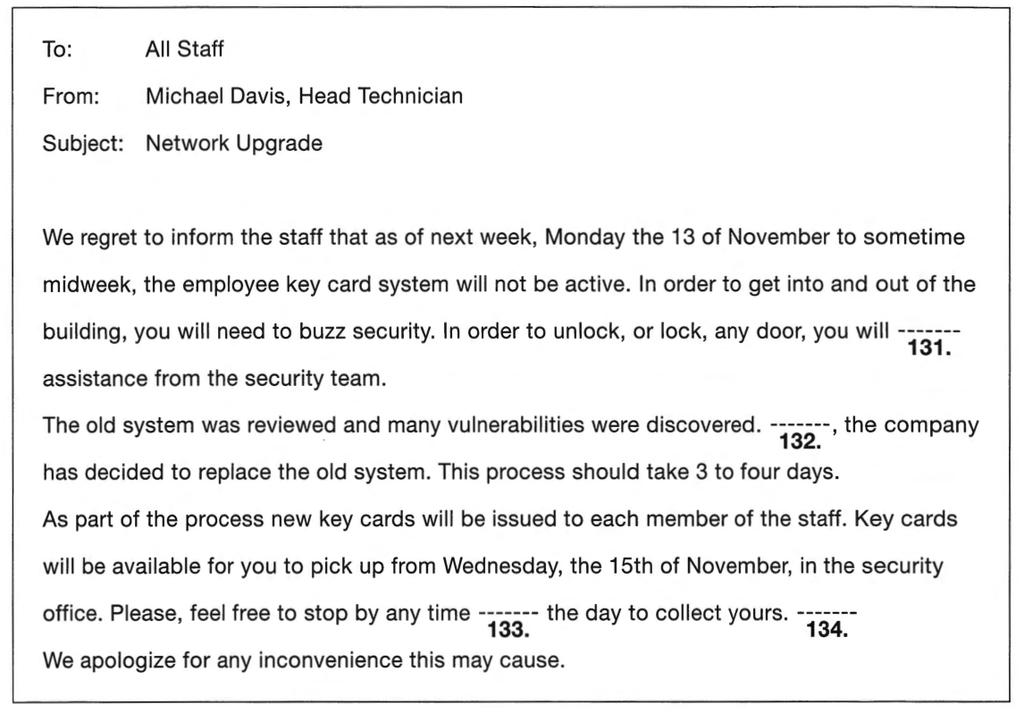 To: All Staff
From: Michael Davis, Head Technician
Subject: Network Upgrade
We regret to inform the staff that as of next week, Monday the 13 of November to sometime
midweek, the employee key card system will not be active. In order to get into and out of the
building, you will need to buzz security. In order to unlock, or lock, any door, you will -------
131.
assistance from the security team.
The old system was reviewed and many vulnerabilities were discovered. -------, the company
132.
has decided to replace the old system. This process should take 3 to four days.
As part of the process new key cards will be issued to each member of the staff. Key cards
will be available for you to pick up from Wednesday, the 15th of November, in the security
office. Please, feel free to stop by any time ------- the day to collect yours. -------
133. 134.
We apologize for any inconvenience this may cause.